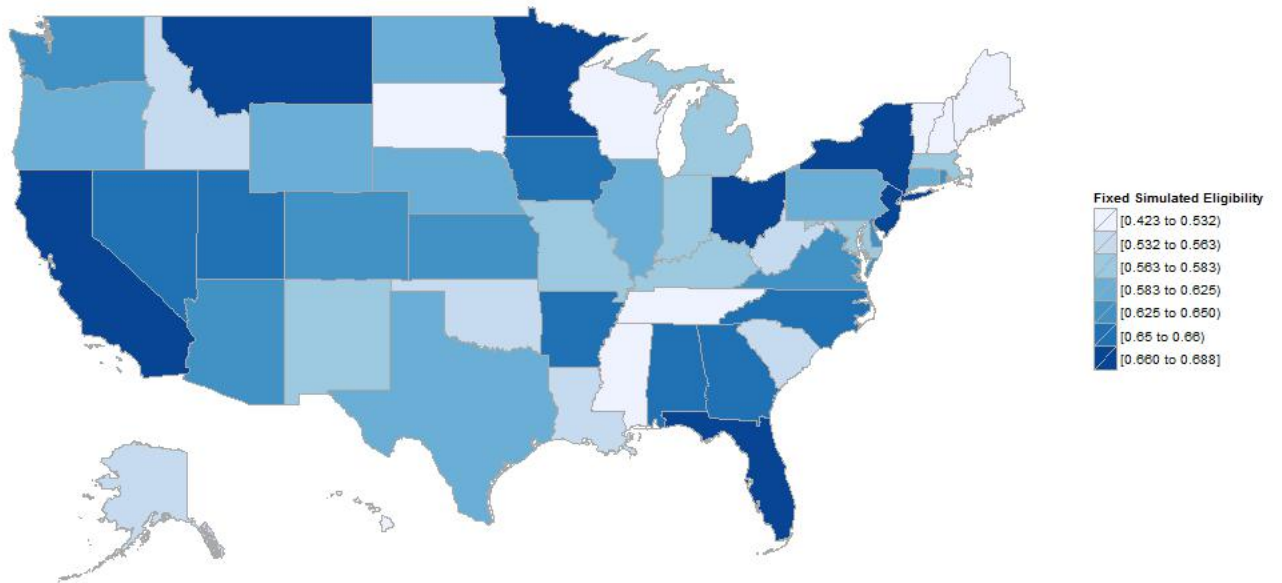 Fixed Simulated Eligibility
[0.423 to 0.532)
[0.532 to 0.563)
[0.563 to 0.583)
[0.583 to 0.625)
[0.625 to 0.650)
[0.65 to 0.66)
[0.660 to 0.688]